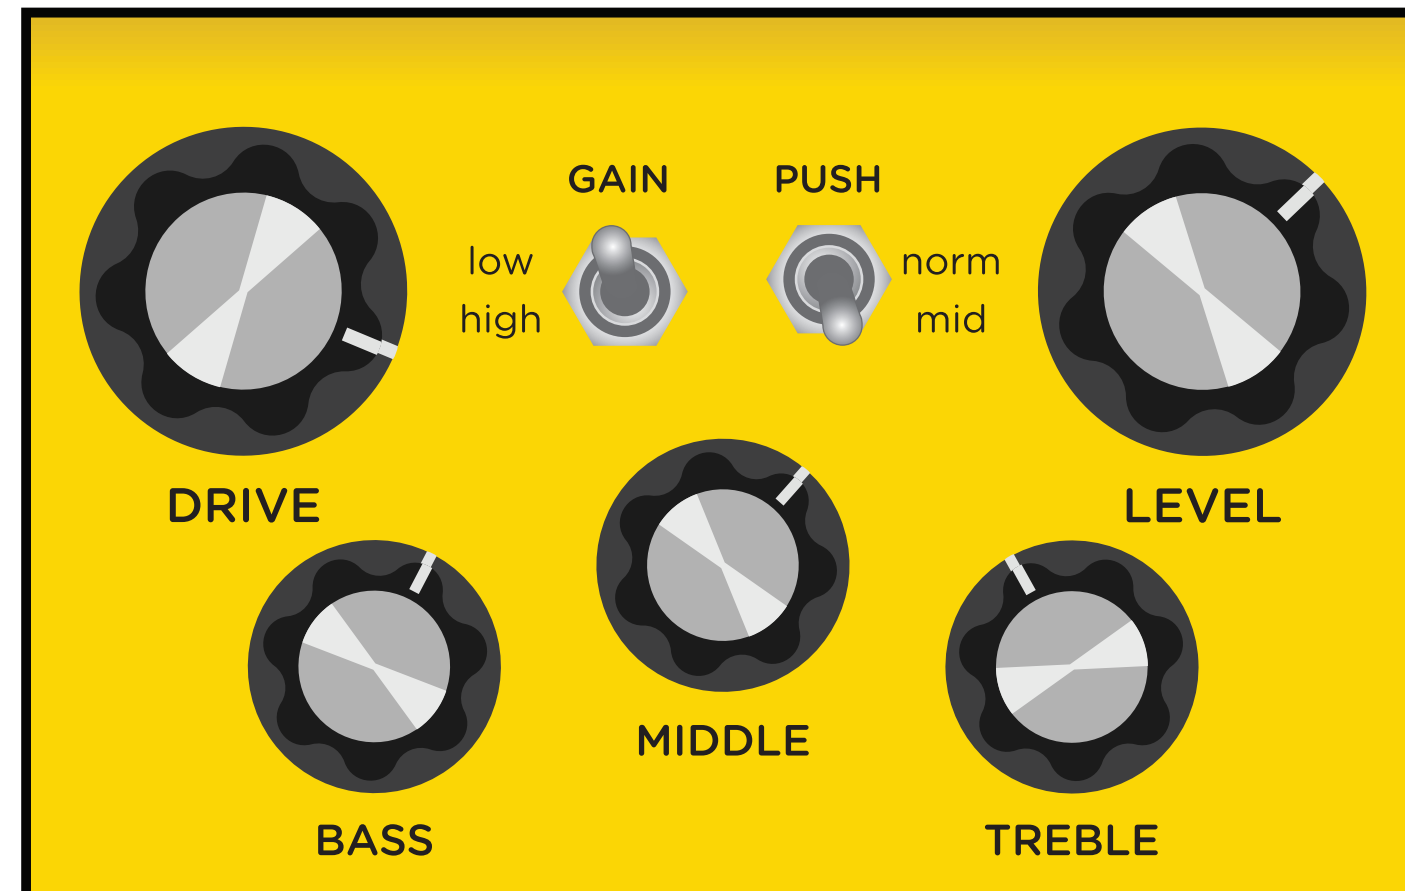 GAIN
low
high
PUSH
norm
mid
DRIVE
LEVEL
MIDDLE
BASS
TREBLE